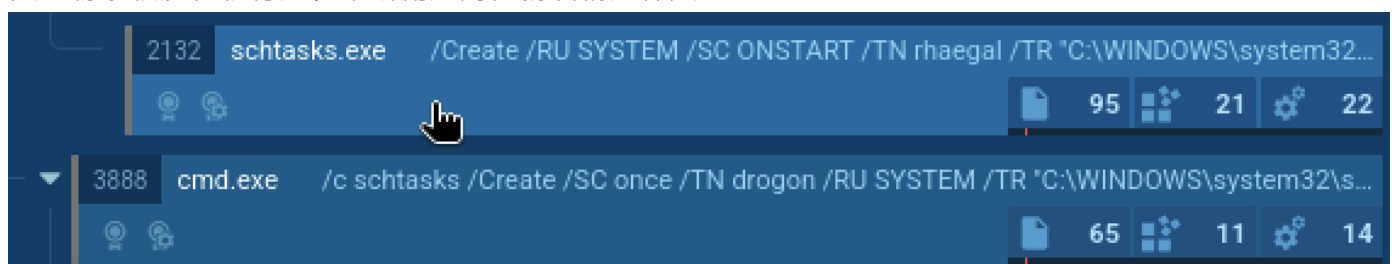 2132 schtasks.exe /Create /RU SYSTEM /SC ONSTART /TN rhaegal /TR "C:\WINDOWS\system32...
95 21 22
3888 cmd.exe /c schtasks /Create /SC once /TN drogon /RU SYSTEM /TR "C:\WINDOWS\system32\s...
65 11 14